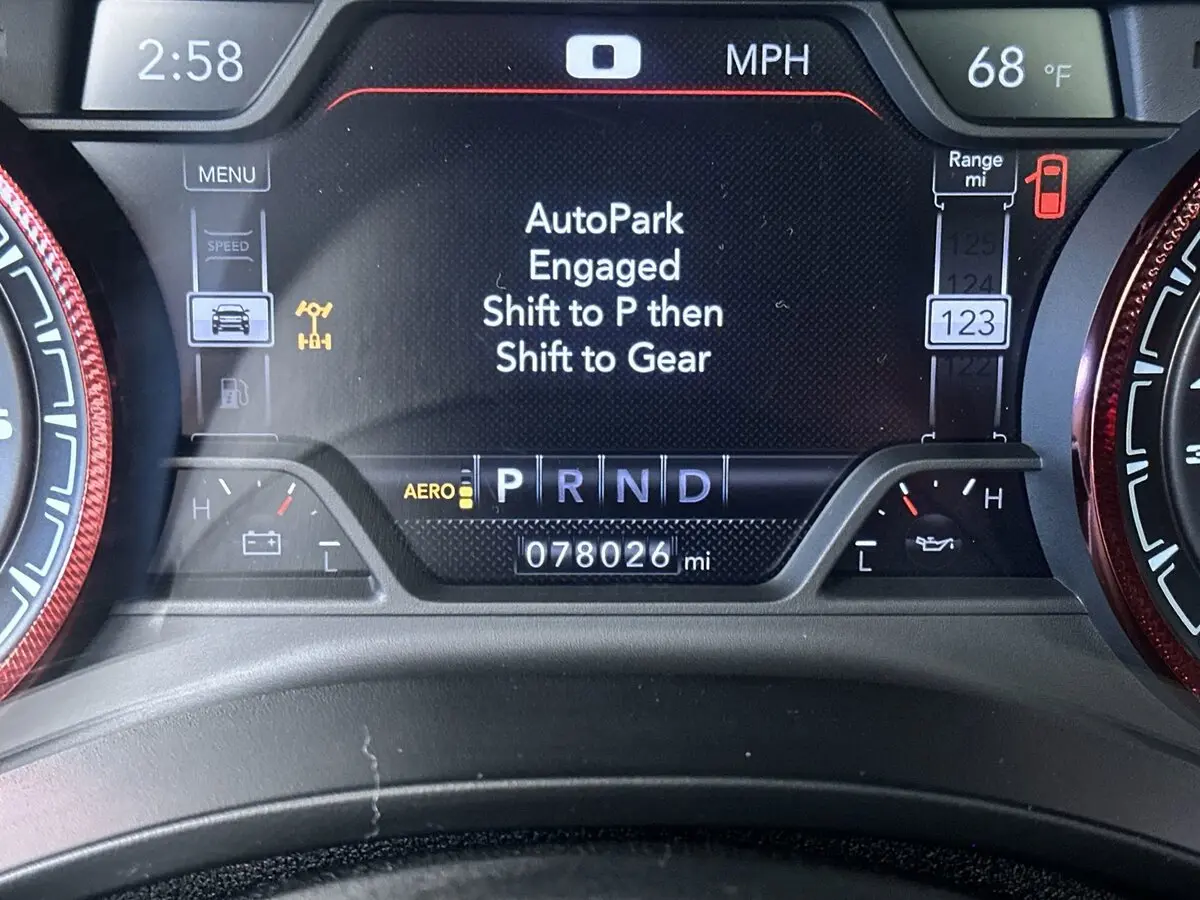 2:58
0 MPH
68 °F
MENU
Range
mi
SPEED
125
124
123
122
AutoPark
Engaged
Shift to P then
Shift to Gear
AERO P R N D
H
L
H
L
078026 mi